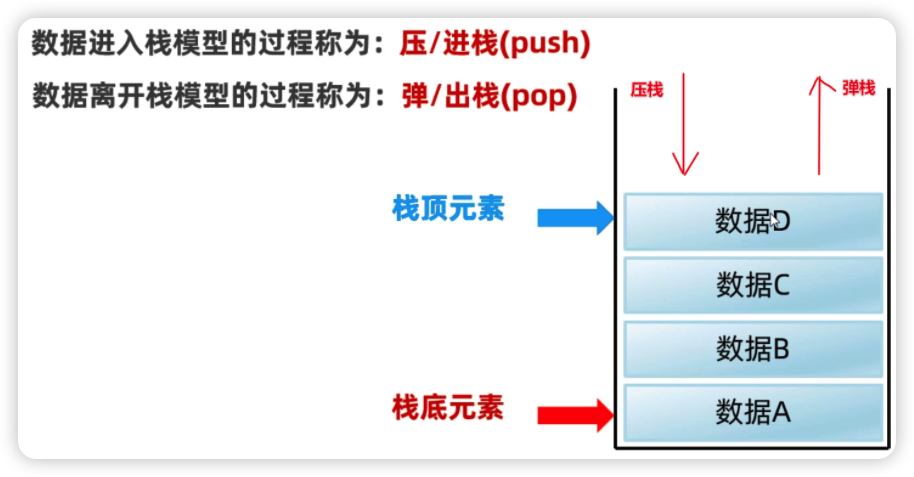 数据进入栈模型的过程称为：压/进栈(push)
数据离开栈模型的过程称为：弹/出栈(pop)
压栈
弹栈
栈顶元素
数据D
数据C
数据B
栈底元素
数据A